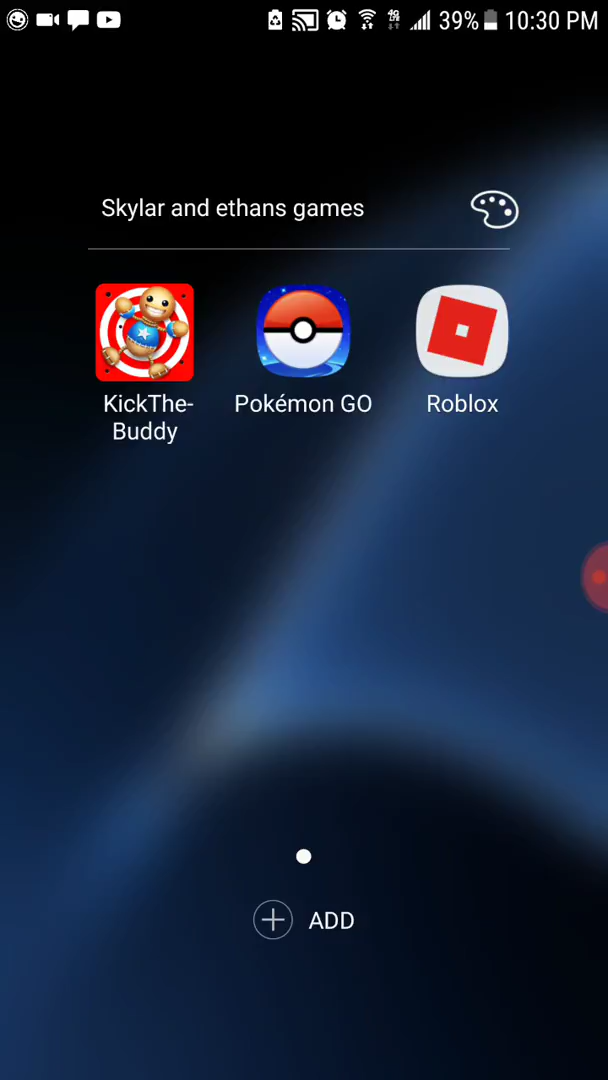 39% 10:30 PM
Skylar and ethans games
KickThe-
Buddy
Pokémon GO
Roblox
ADD